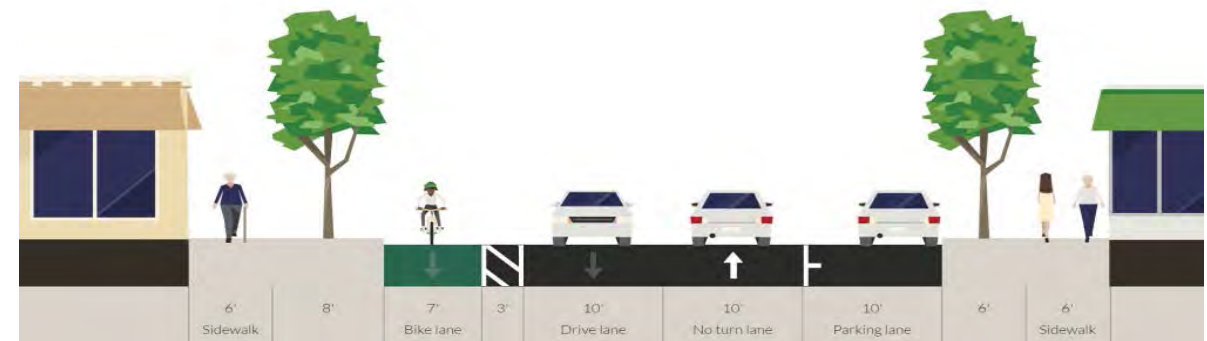 6' 8' 7' 3' 10' 10' 10' 6' 6'
Sidewalk Bike lane Drive lane No turn lane Parking lane Sidewalk